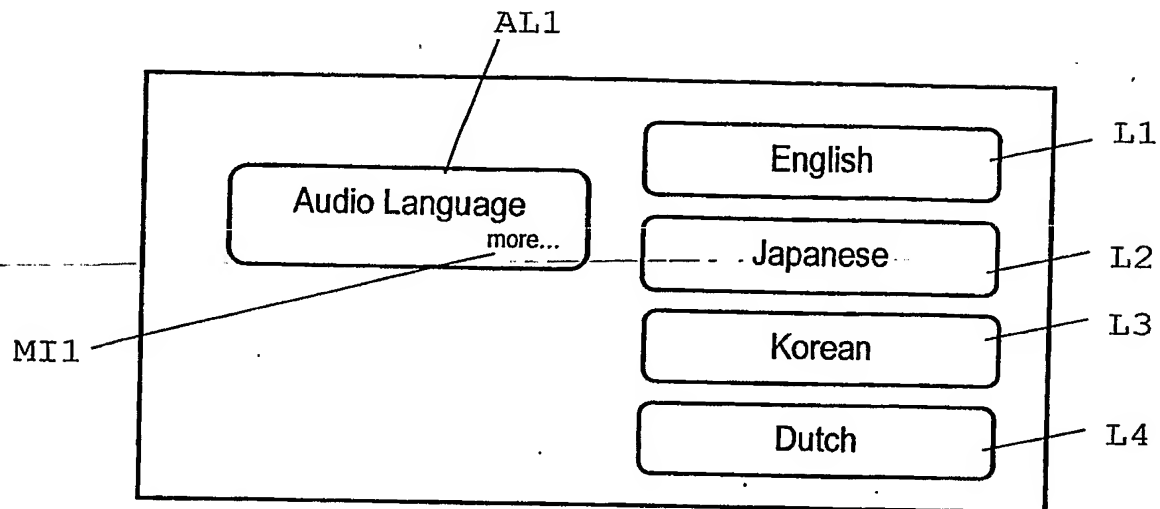 AL1
English
L1
Audio Language
more...
Japanese
L2
MI1
Korean
L3
Dutch
L4